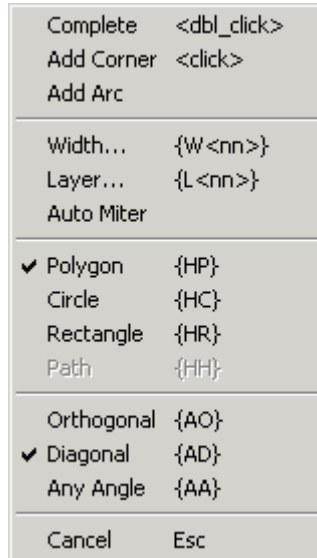 Complete <dbl_click>
Add Corner <click>
Add Arc
Width... {W<nn>}
Layer... {L<nn>}
Auto Miter
Polygon {HP}
Circle {HC}
Rectangle {HR}
Path {HH}
Orthogonal {AO}
Diagonal {AD}
Any Angle {AA}
Cancel Esc